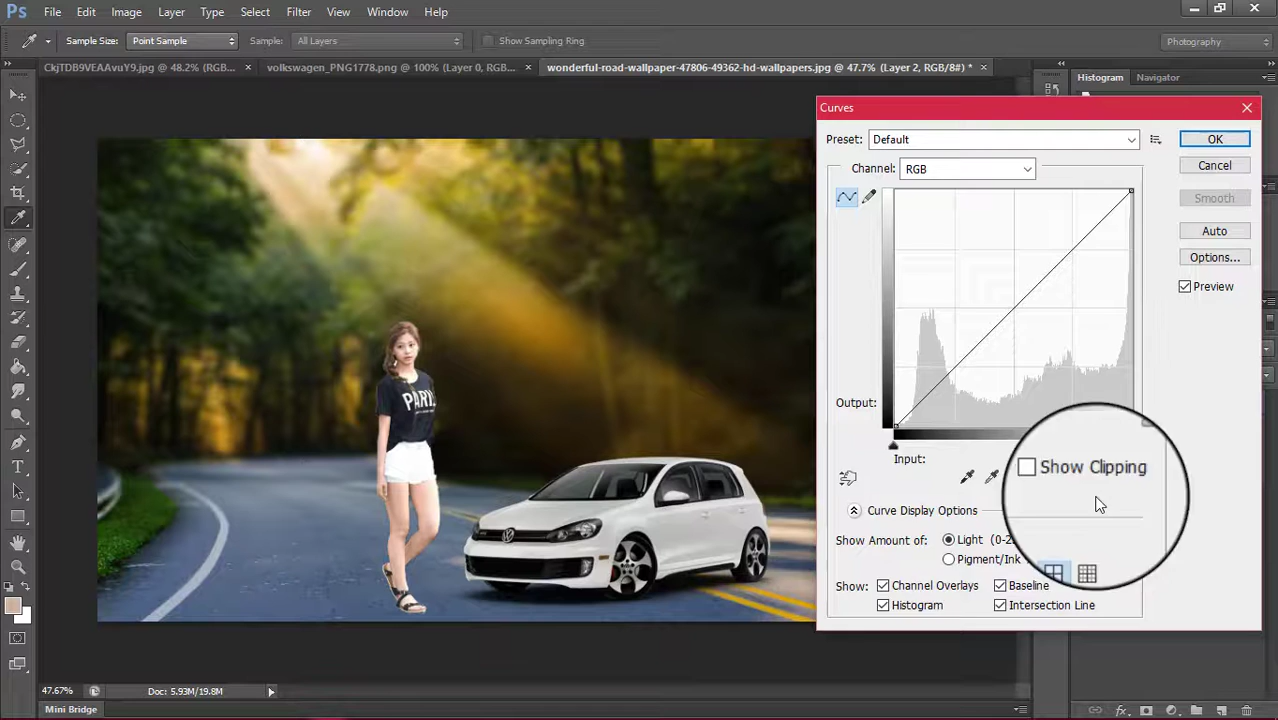 Ps File Edit Image Layer Type Select Filter View Window Help
Sample Size: Point Sample Sample: All Layers Show Sampling Ring Photography
CkjTDB9VEAAvuY9.jpg @ 48.2% (RGB... × volkswagen_PNG1778.png @ 100% (Layer 0, RGB... × wonderful-road-wallpaper-47806-49362-hd-wallpapers.jpg @ 47.7% (Layer 2, RGB/8#) * ×
Histogram Navigator
Curves
Preset: Default
OK
Channel: RGB
Cancel
Smooth
Auto
Options...
Preview
Output:
Input:
Show Clipping
Curve Display Options
Show Amount of: Light (0-2
Pigment/Ink
Show: Channel Overlays Baseline
Histogram Intersection Line
47.67% Doc: 5.93M/19.8M
Mini Bridge